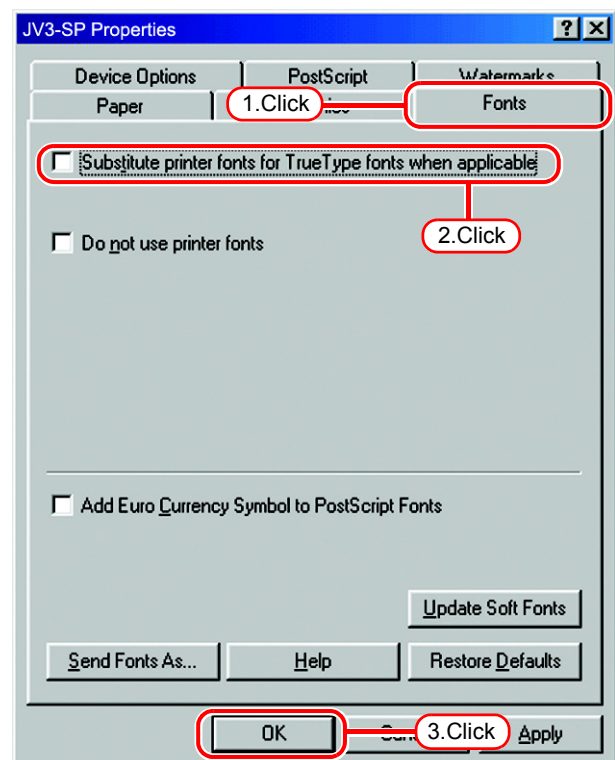 JV3-SP Properties
Device Options PostScript Watermarks
Paper 1.Click Fonts
Substitute printer fonts for TrueType fonts when applicable
2.Click
Do not use printer fonts
Add Euro Currency Symbol to PostScript Fonts
Update Soft Fonts
Send Fonts As... Help Restore Defaults
OK 3.Click Apply